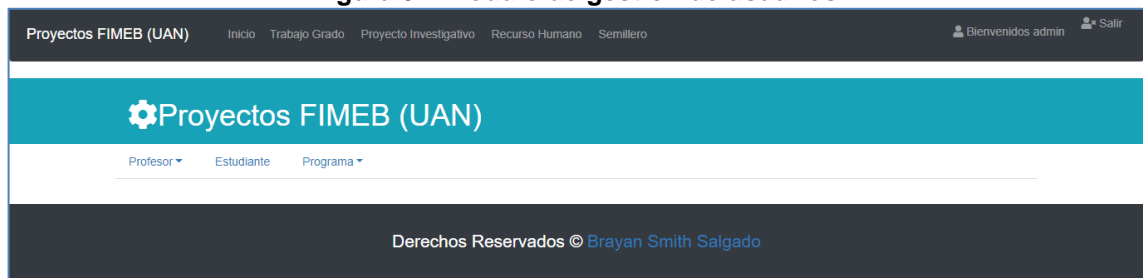 Proyectos FIMEB (UAN) Inicio Trabajo Grado Proyecto Investigativo Recurso Humano Semillero Bienvenidos admin Salir
Proyectos FIMEB (UAN)
Profesor Estudiante Programa
Derechos Reservados © Brayan Smith Salgado